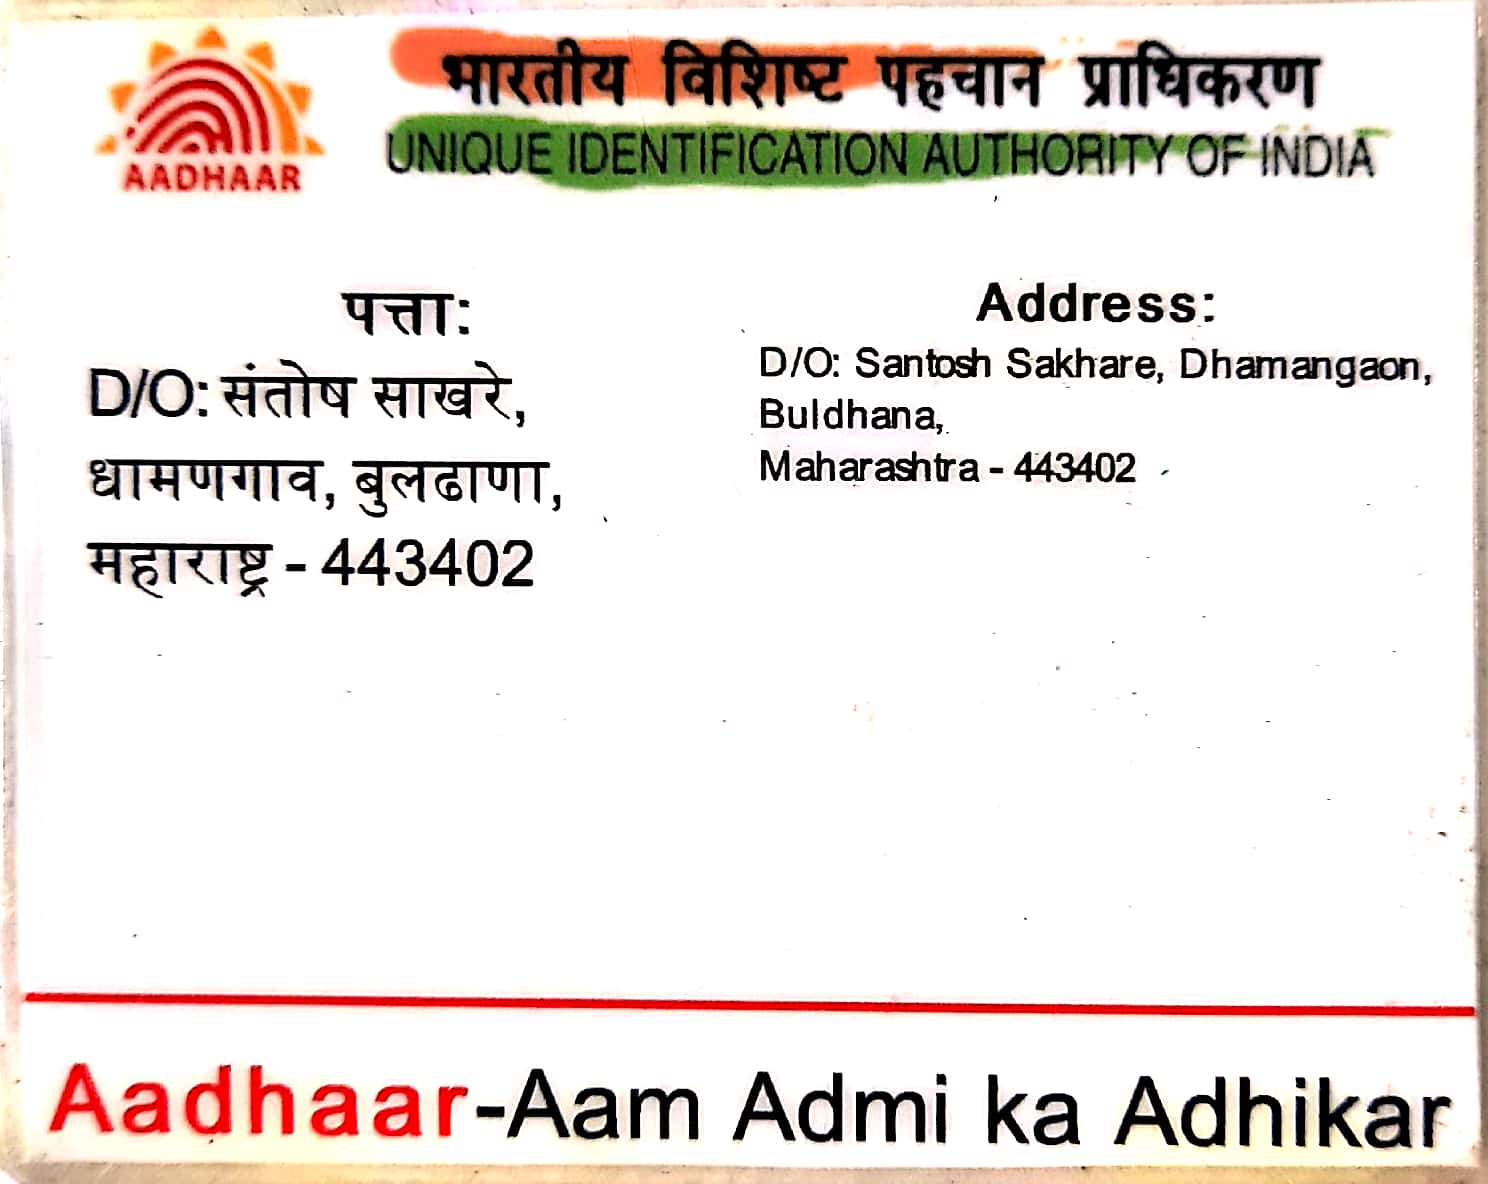 AADHAAR
भारतीय विशिष्ट पहचान प्राधिकरण
UNIQUE IDENTIFICATION AUTHORITY OF INDIA
पत्ता:
D/O: संतोष साखरे,
धामणगाव, बुलढाणा,
महाराष्ट्र - 443402
Address:
D/O: Santosh Sakhare, Dhamangaon,
Buldhana,
Maharashtra - 443402
Aadhaar-Aam Admi ka Adhikar